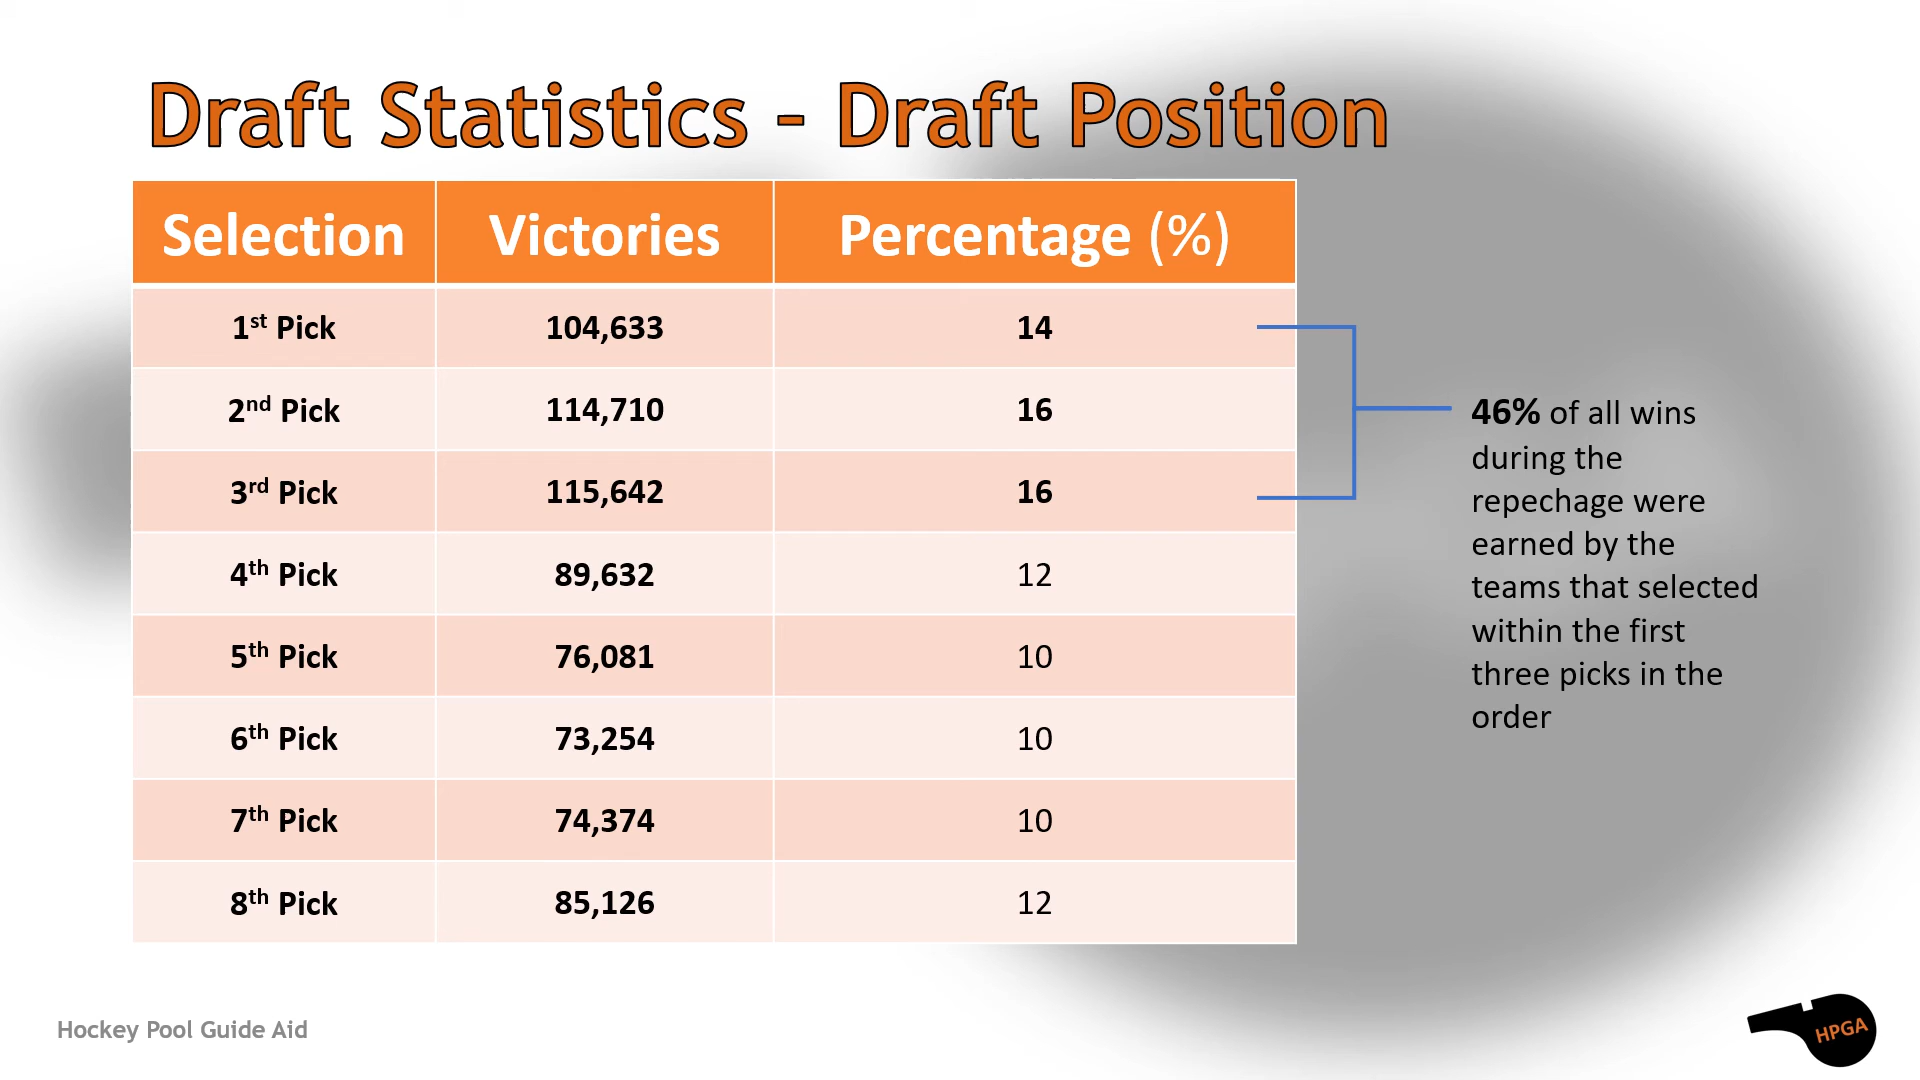 Draft Statistics - Draft Position
Selection Victories Percentage (%)
1st Pick 104,633 14
2nd Pick 114,710 16
3rd Pick 115,642 16
4th Pick 89,632 12
5th Pick 76,081 10
6th Pick 73,254 10
7th Pick 74,374 10
8th Pick 85,126 12
46% of all wins
during the
repechage were
earned by the
teams that selected
within the first
three picks in the
order
Hockey Pool Guide Aid
HPGA